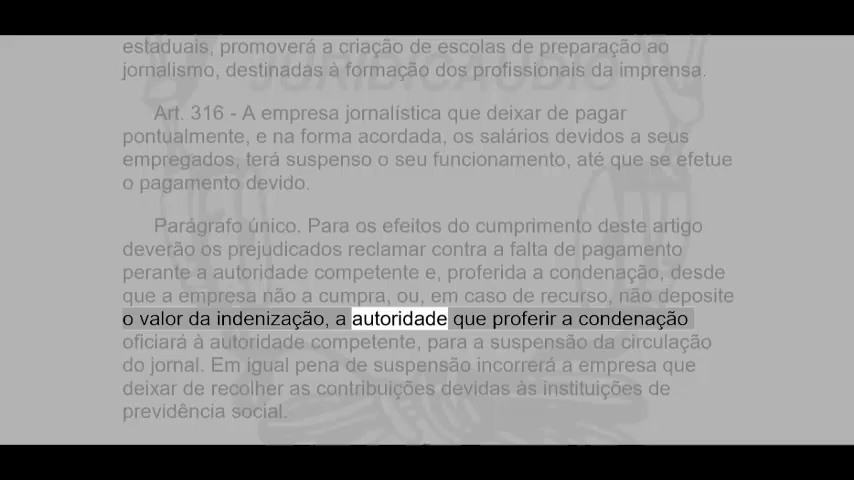 estaduais, promoverá a criação de escolas de preparação ao
jornalismo, destinadas à formação dos profissionais da imprensa.
Art. 316 - A empresa jornalística que deixar de pagar
pontualmente, e na forma acordada, os salários devidos a seus
empregados, terá suspenso o seu funcionamento, até que se efetue
o pagamento devido.
Parágrafo único. Para os efeitos do cumprimento deste artigo
deverão os prejudicados reclamar contra a falta de pagamento
perante a autoridade competente e, proferida a condenação, desde
que a empresa não a cumpra, ou, em caso de recurso, não deposite
o valor da indenização, a autoridade que proferir a condenação
oficiará à autoridade competente, para a suspensão da circulação
do jornal. Em igual pena de suspensão incorrerá a empresa que
deixar de recolher as contribuições devidas às instituições de
previdência social.
JURIDICAUDIO